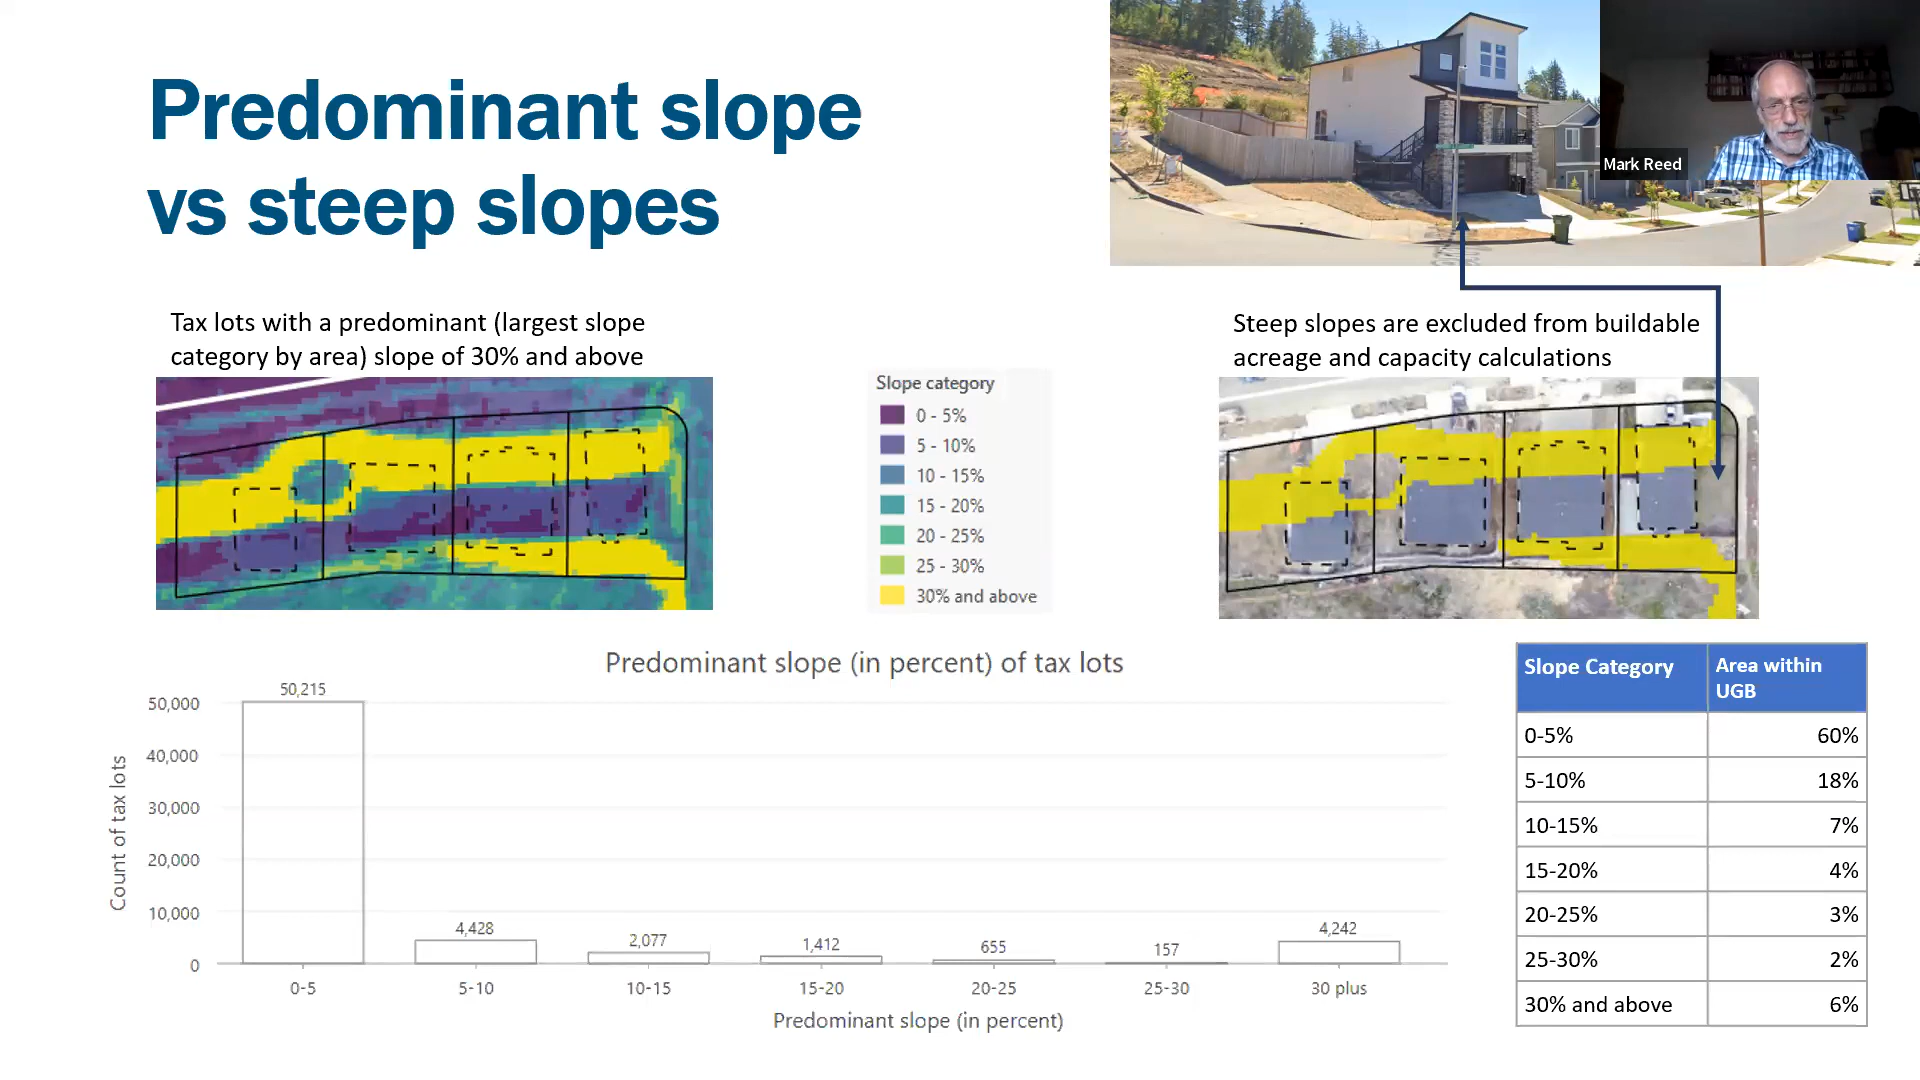 Predominant slope
vs steep slopes
Mark Reed
Tax lots with a predominant (largest slope
category by area) slope of 30% and above
Slope category
0 - 5%
5 - 10%
10 - 15%
15 - 20%
20 - 25%
25 - 30%
30% and above
Steep slopes are excluded from buildable
acreage and capacity calculations
Predominant slope (in percent) of tax lots
Count of tax lots
50,000
40,000
30,000
20,000
10,000
0
50,215
4,428
2,077
1,412
655
157
4,242
0-5
5-10
10-15
15-20
20-25
25-30
30 plus
Predominant slope (in percent)
Slope Category Area within
UGB
0-5% 60%
5-10% 18%
10-15% 7%
15-20% 4%
20-25% 3%
25-30% 2%
30% and above 6%